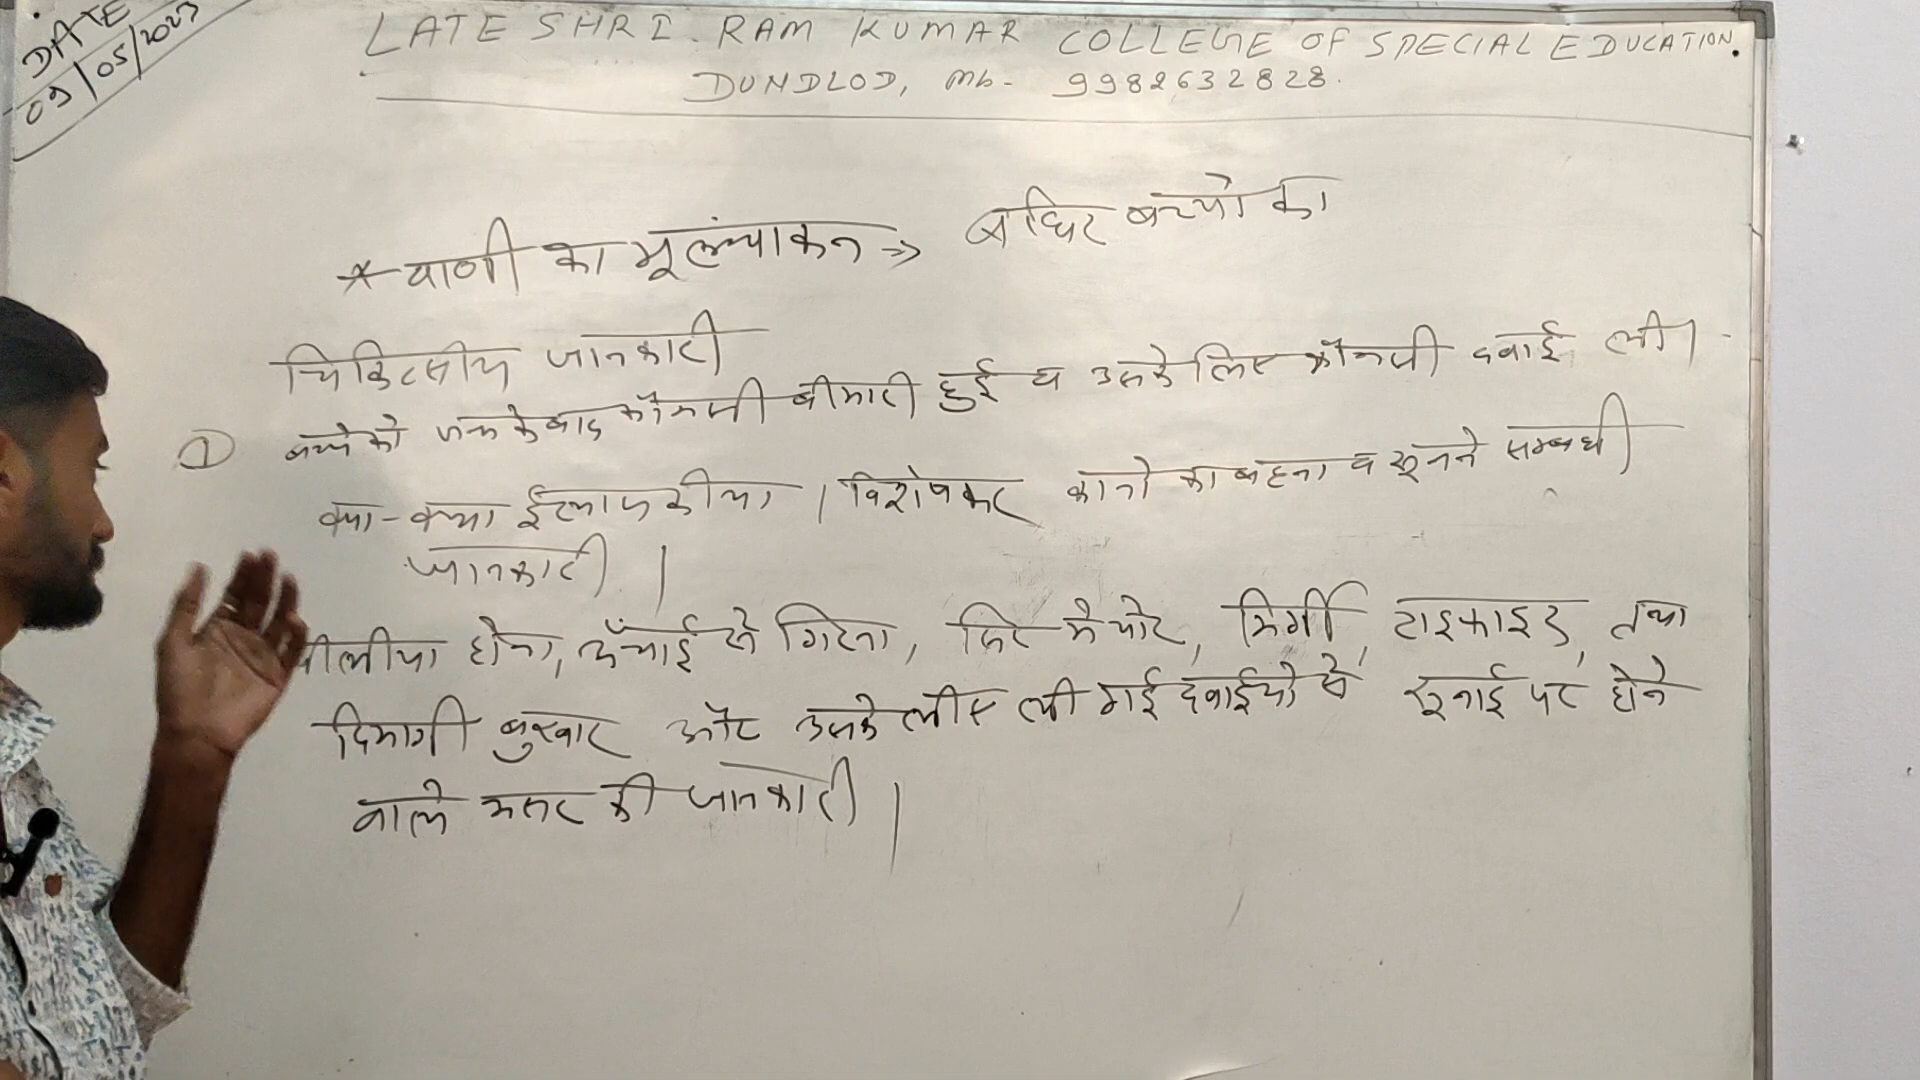 DATE
09/05/2023
LATE SHRI. RAM KUMAR COLLEGE OF SPECIAL EDUCATION.
DUNDLOD, Mb- 9982632828.
* वाणी का मूल्यांकन => बधिर बच्चो का
चिकित्सीय जानकारी
① बच्चे को जन्म के बाद कौनसी बीमारी हुई व उसके लिए कौनसी दवाई ली।
क्या-क्या ईलाज कीया । विशेषकर कानो का बहना व सूनने सम्बधी
जानकारी ।
पीलीया होना, ऊँचाई से गिरना, सिर मे चोट, मिर्गी, टाइफाइड, तथा
दिमागी बुखार और उसके लीए ली गई दवाईयो से सूनाई पर होने
वाले असर की जानकारी ।